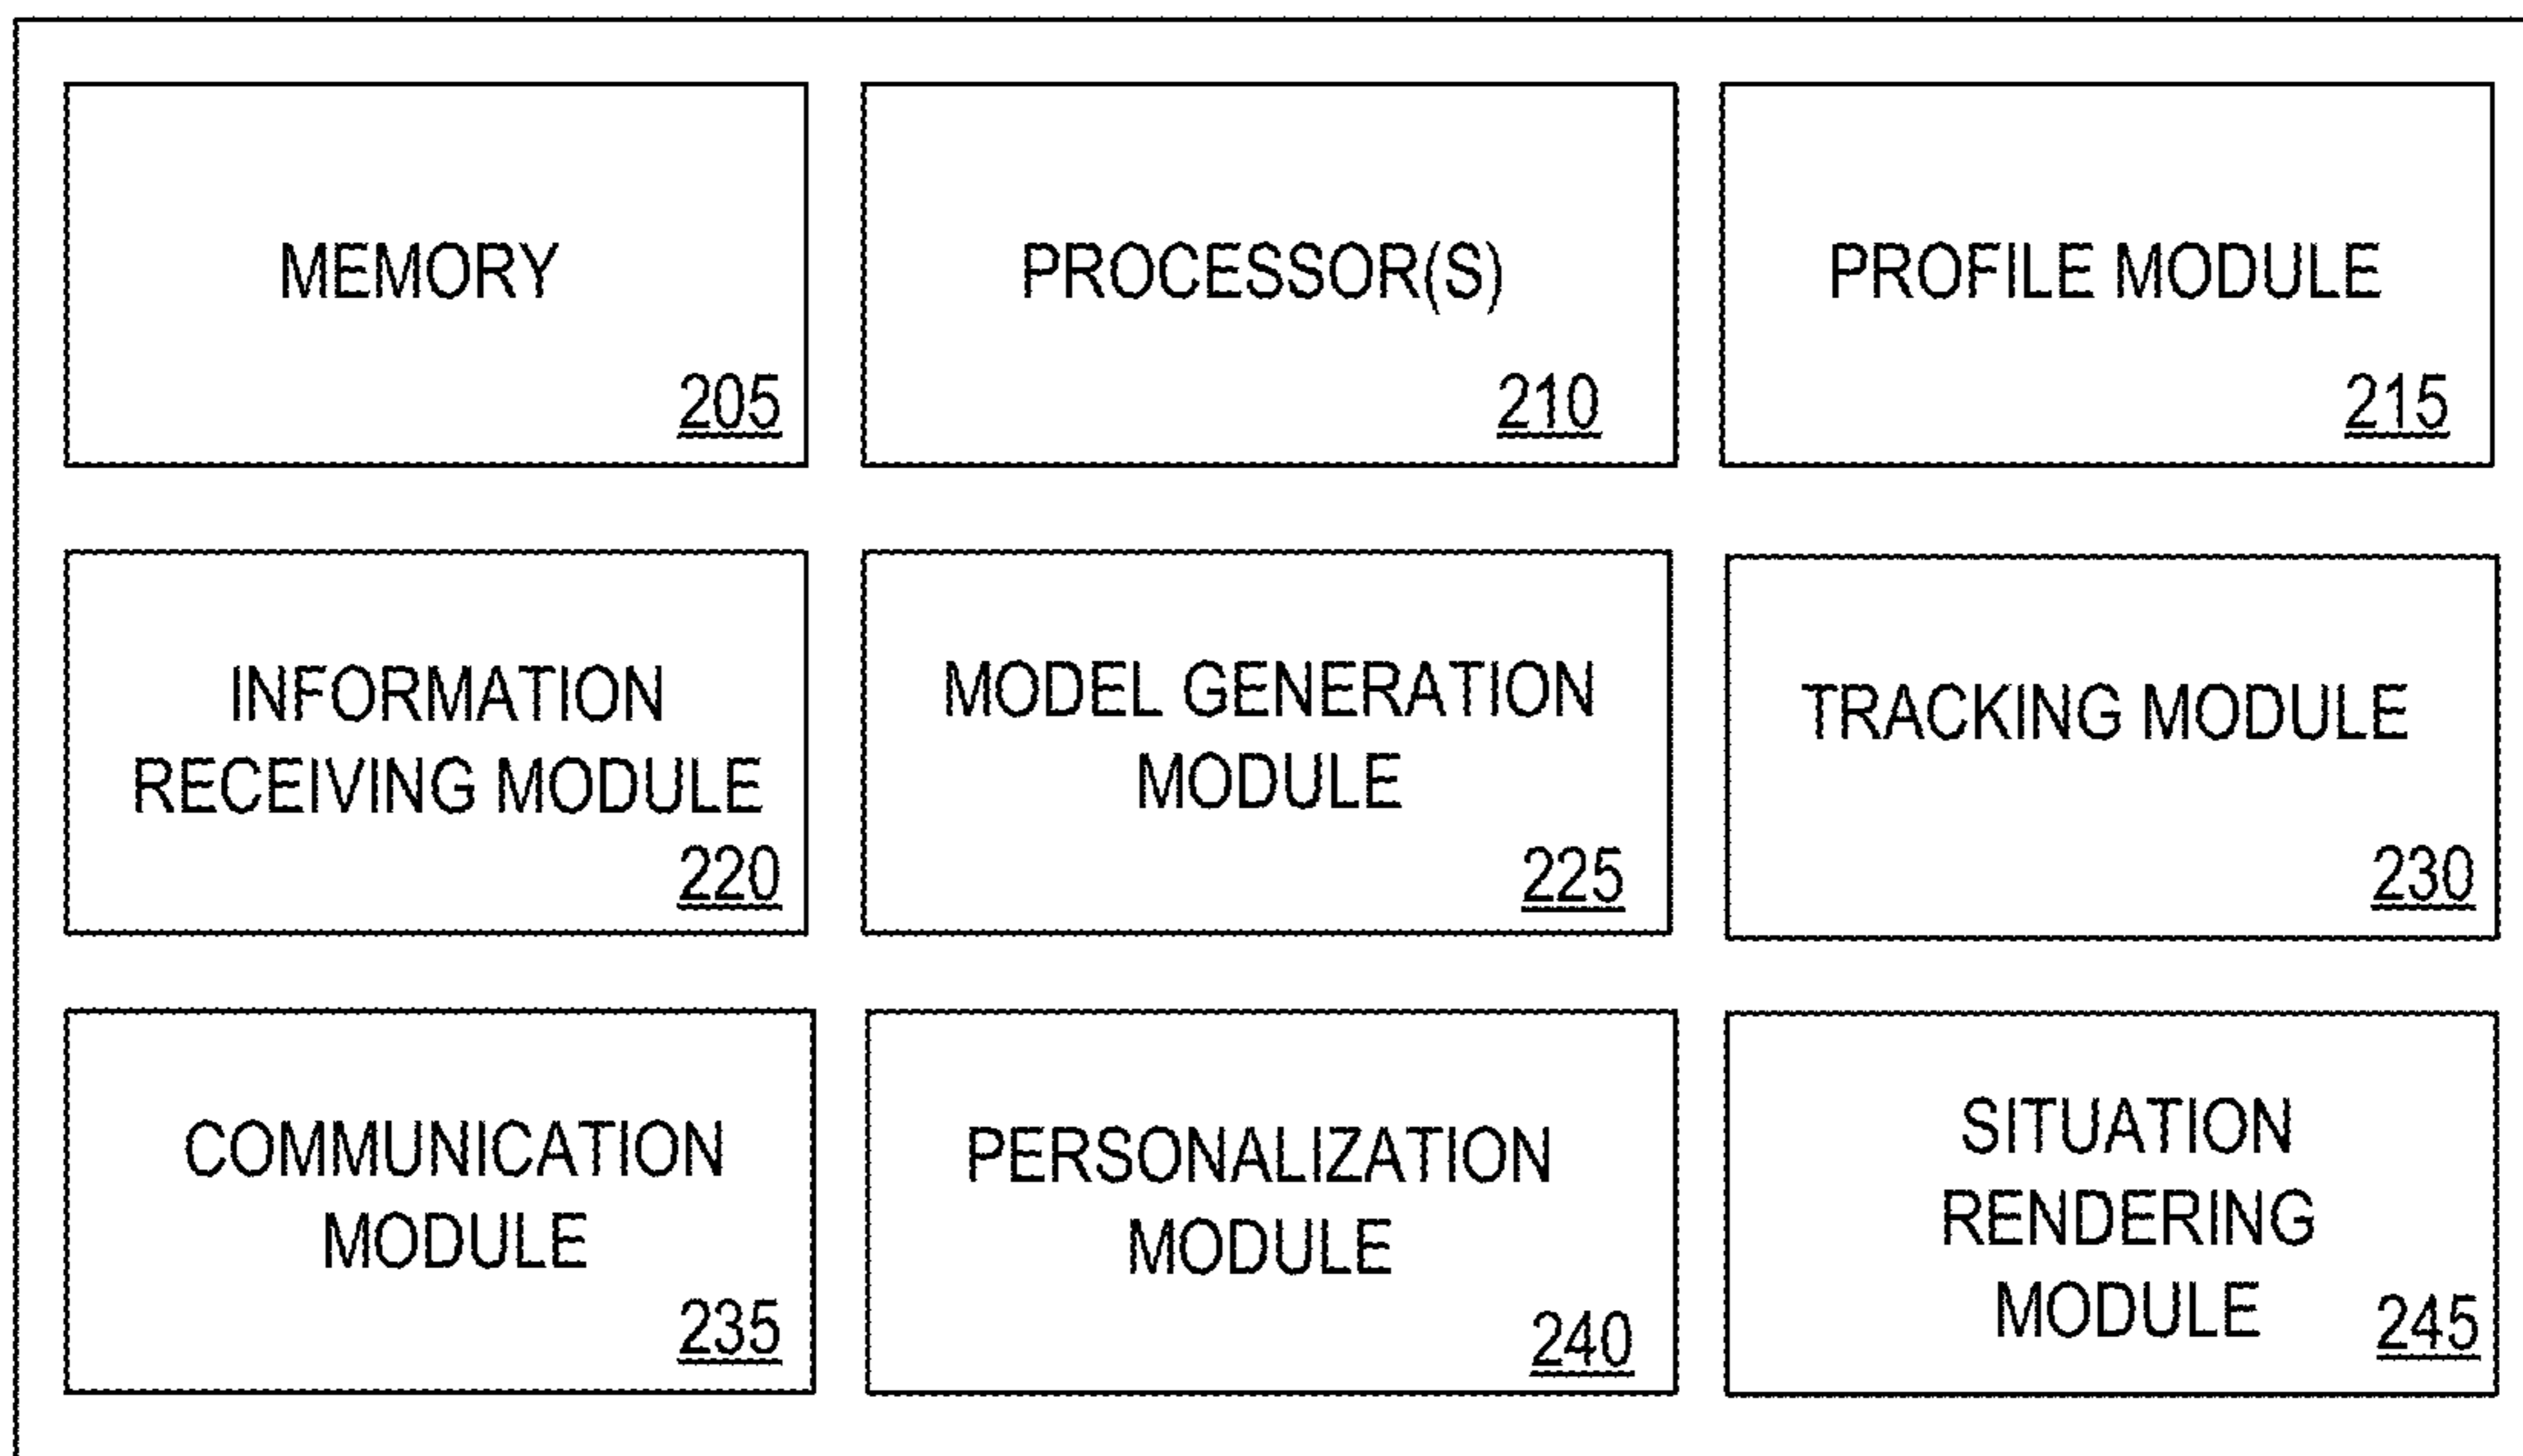 MEMORY
205
PROCESSOR(S)
210
PROFILE MODULE
215
INFORMATION
RECEIVING MODULE
220
MODEL GENERATION
MODULE
225
TRACKING MODULE
230
COMMUNICATION
MODULE
235
PERSONALIZATION
MODULE
240
SITUATION
RENDERING
MODULE
245